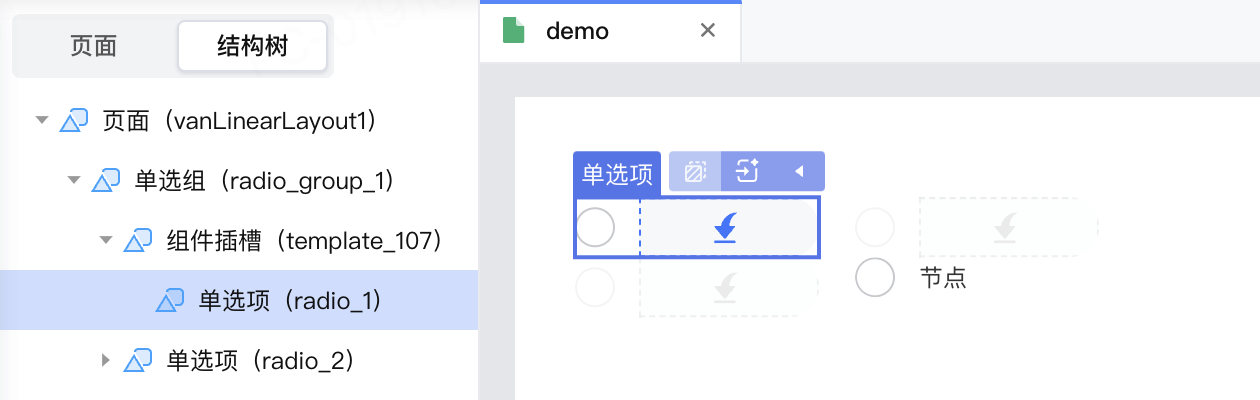 页面
结构树
demo
页面（vanLinearLayout1）
单选组（radio_group_1）
组件插槽（template_107）
单选项（radio_1）
单选项（radio_2）
单选项
节点